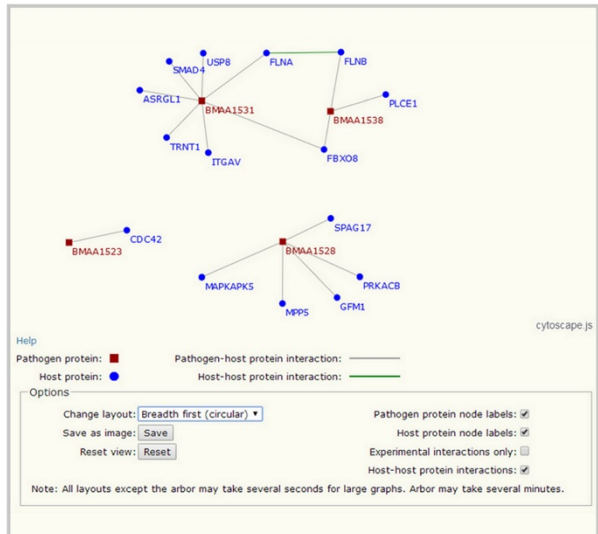 USP8
SMAD4
FLNA
FLNB
ASRGL1
PLCE1
BMAA1531
BMAA1538
TRNT1
ITGAV
FBXO8
SPAG17
CDC42
BMAA1523
BMAA1528
MAPKAPK5
PRKACB
GFM1
MPP5
cytoscape.js
Help
Pathogen protein: Pathogen-host protein interaction:
Host protein: Host-host protein interaction:
Options
Change layout: Breadth first (circular) Pathogen protein node labels:
Save as image: Save Host protein node labels:
Reset view: Reset Experimental interactions only:
Host-host protein interactions:
Note: All layouts except the arbor may take several seconds for large graphs. Arbor may take several minutes.